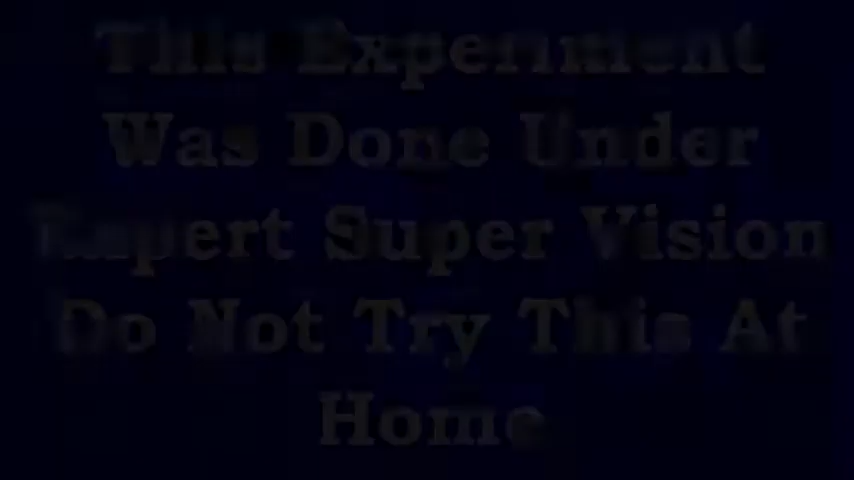 This Experiment
Was Done Under
Expert Super Vision
Do Not Try This At
Home